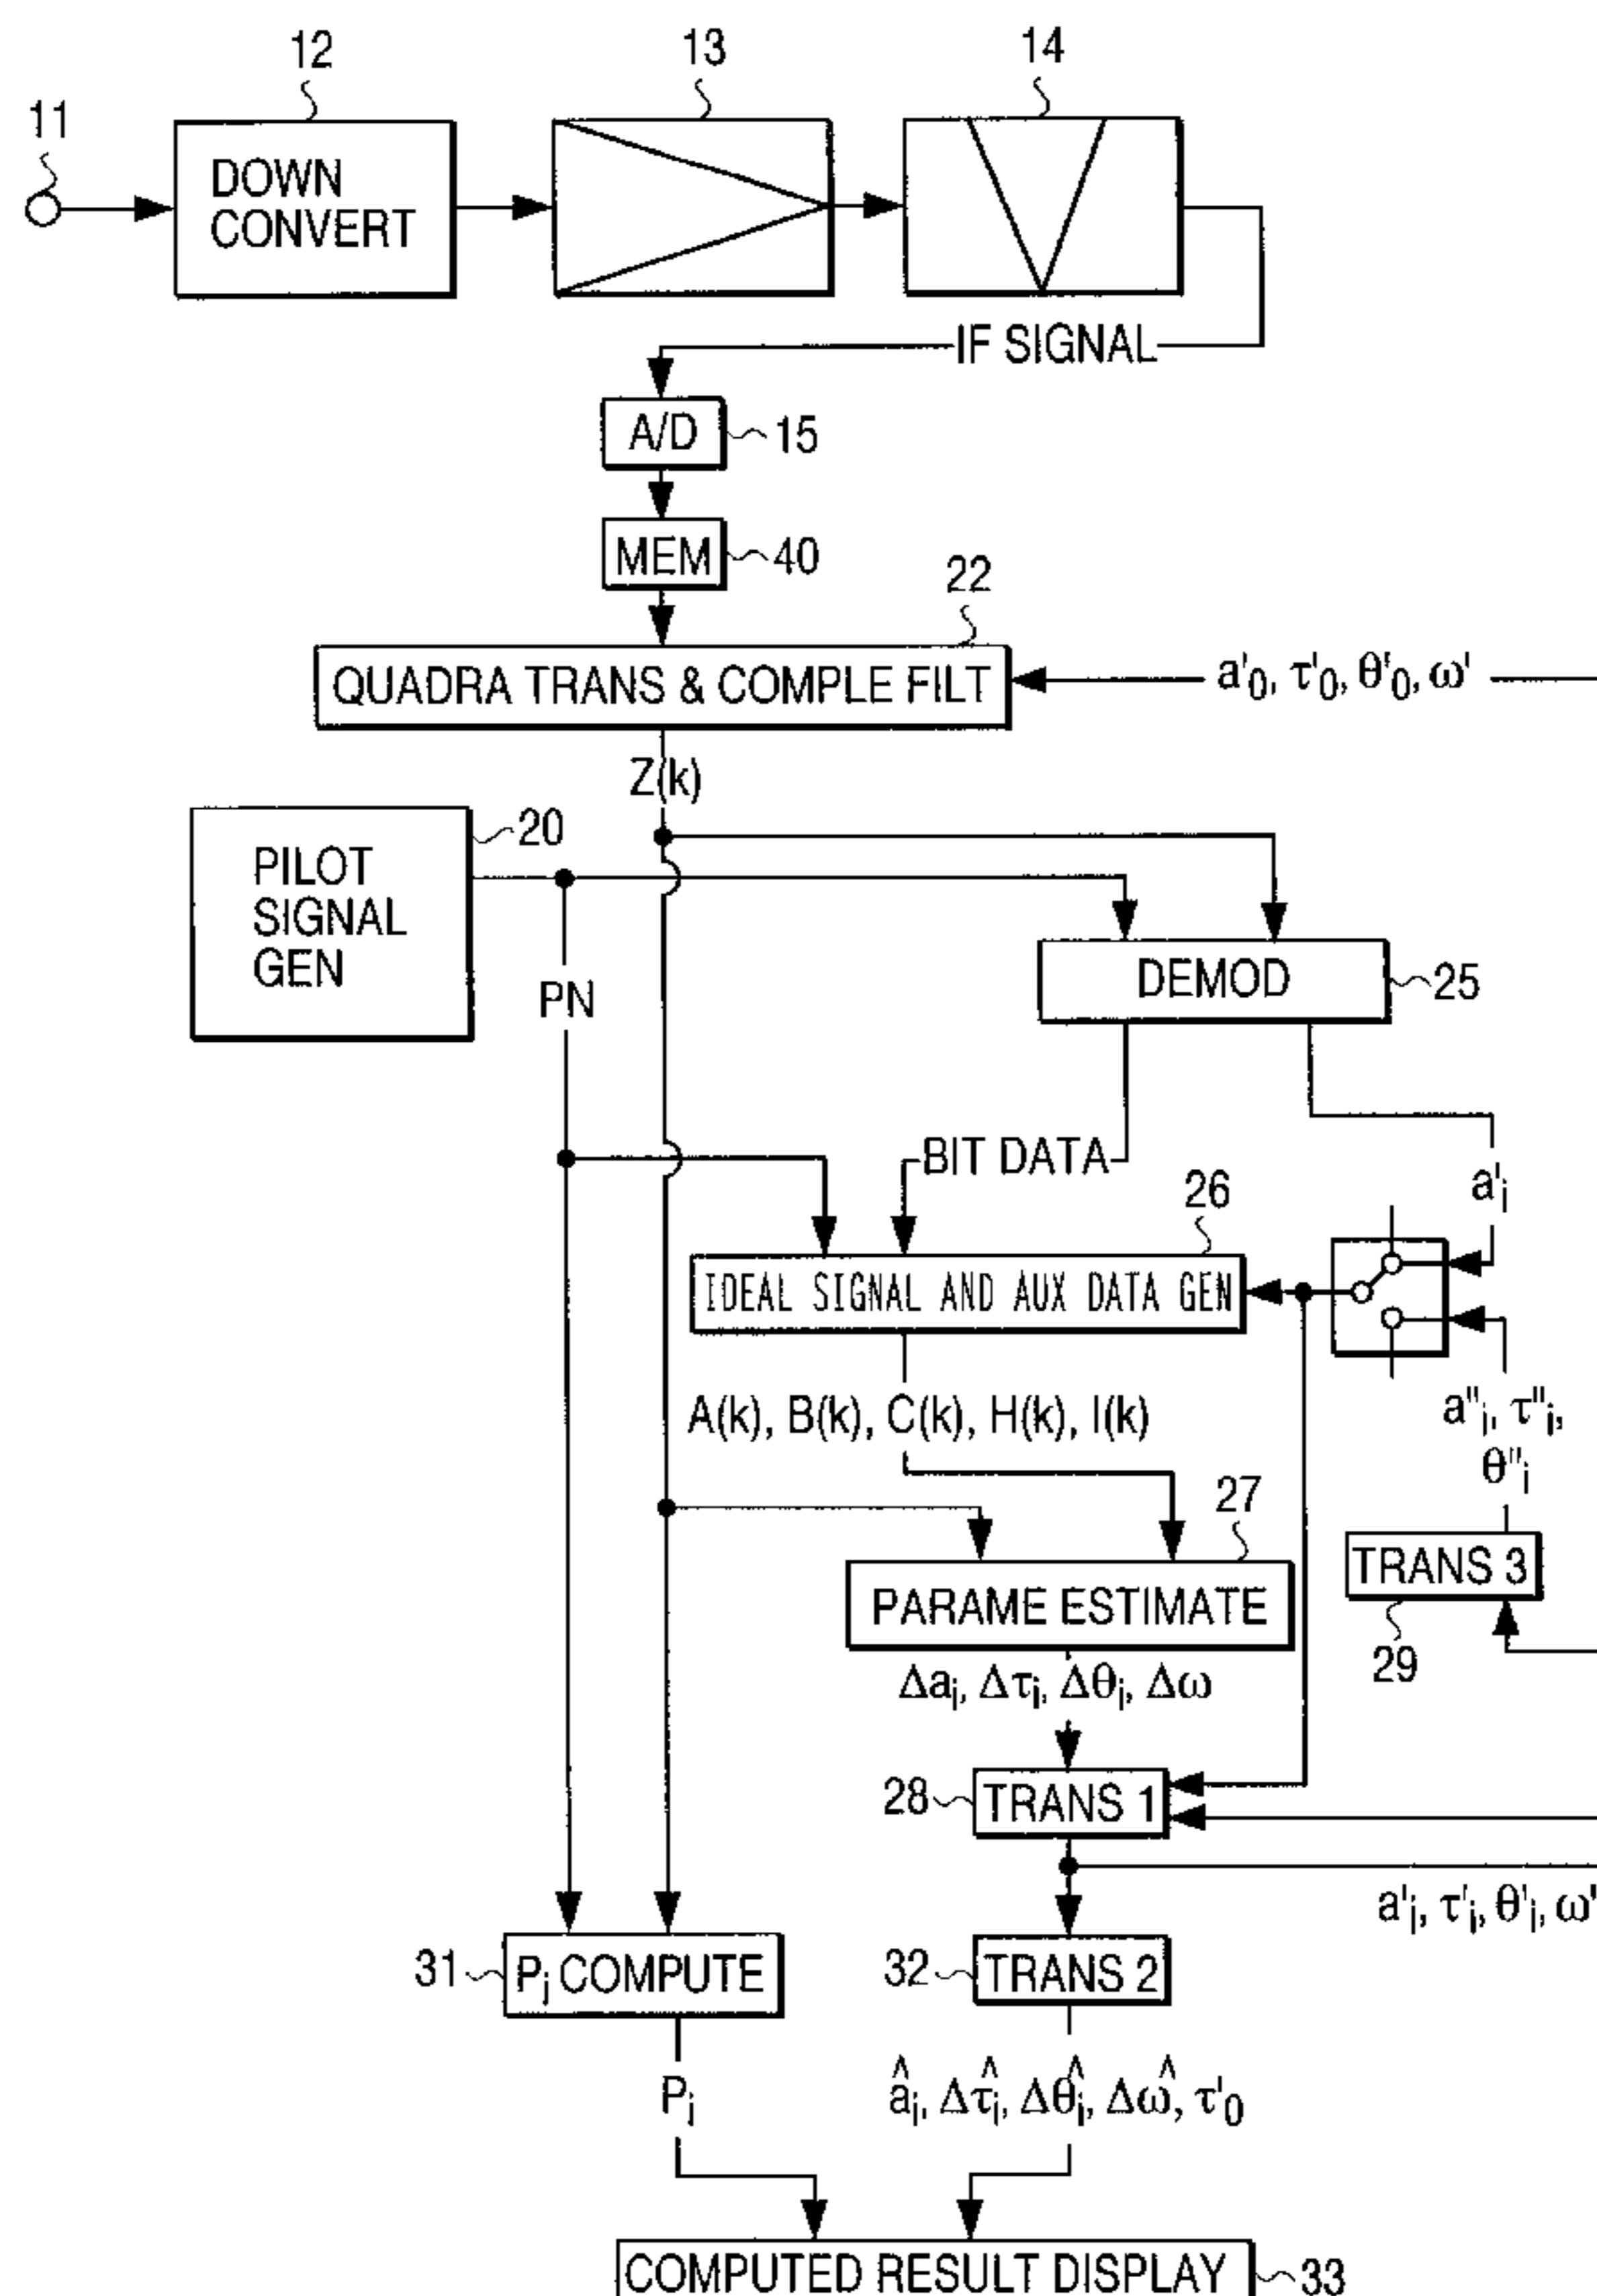 12
13
14
11
DOWN
CONVERT
IF SIGNAL
A/D
15
MEM
40
22
QUADRA TRANS & COMPLE FILT
a'0, τ'0, θ'0, ω'
Z(k)
20
PILOT
SIGNAL
GEN
PN
DEMOD
25
BIT DATA
a'i
26
IDEAL SIGNAL AND AUX DATA GEN
A(k), B(k), C(k), H(k), I(k)
a"i, τ"i,
θ"i
27
PARAME ESTIMATE
TRANS 3
29
Δai, Δτi, Δθi, Δω
28
TRANS 1
a'i, τ'i, θ'i, ω'
31
Pj COMPUTE
32
TRANS 2
Pj
âi, Δτ̂i, Δθ̂i, Δω̂, τ'0
COMPUTED RESULT DISPLAY
33